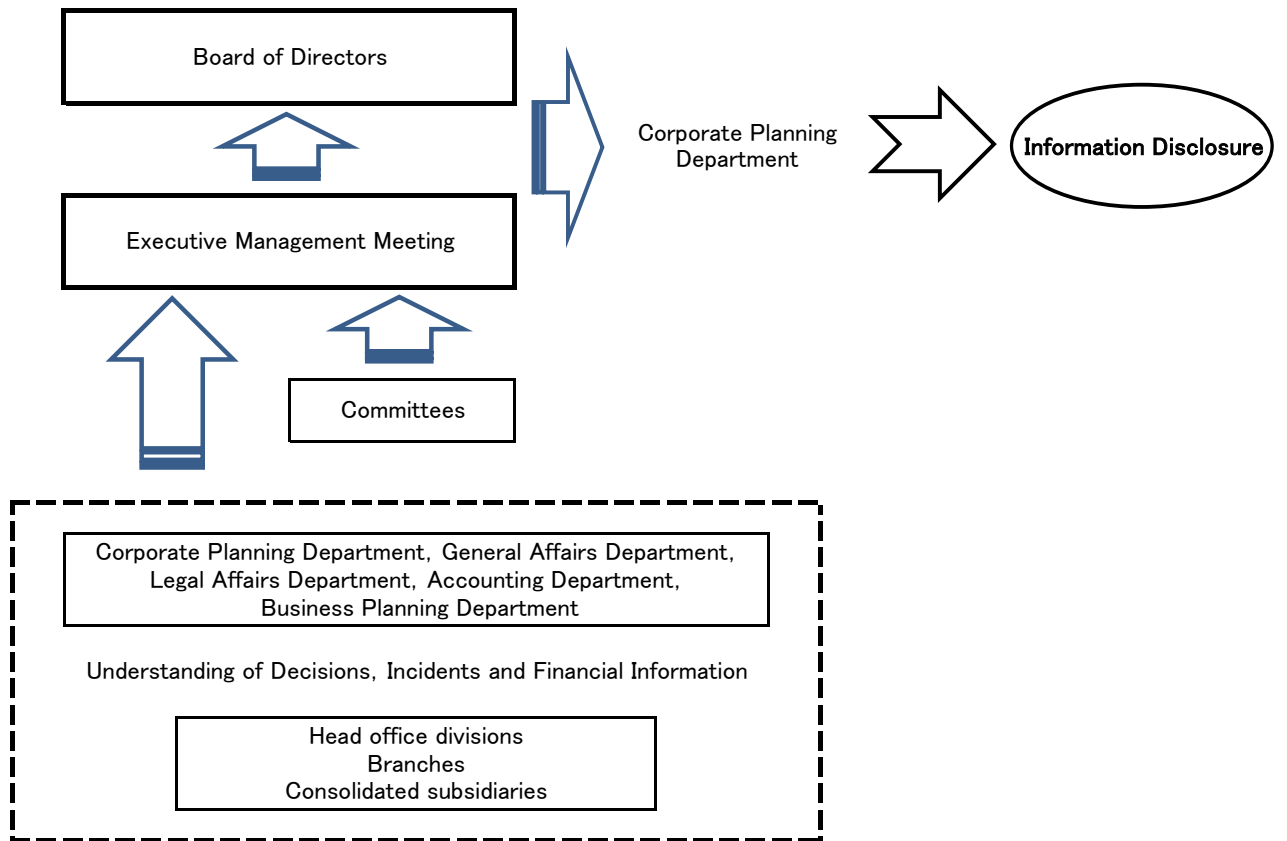 Board of Directors
Corporate Planning
Department
Information Disclosure
Executive Management Meeting
Committees
Corporate Planning Department, General Affairs Department,
Legal Affairs Department, Accounting Department,
Business Planning Department
Understanding of Decisions, Incidents and Financial Information
Head office divisions
Branches
Consolidated subsidiaries